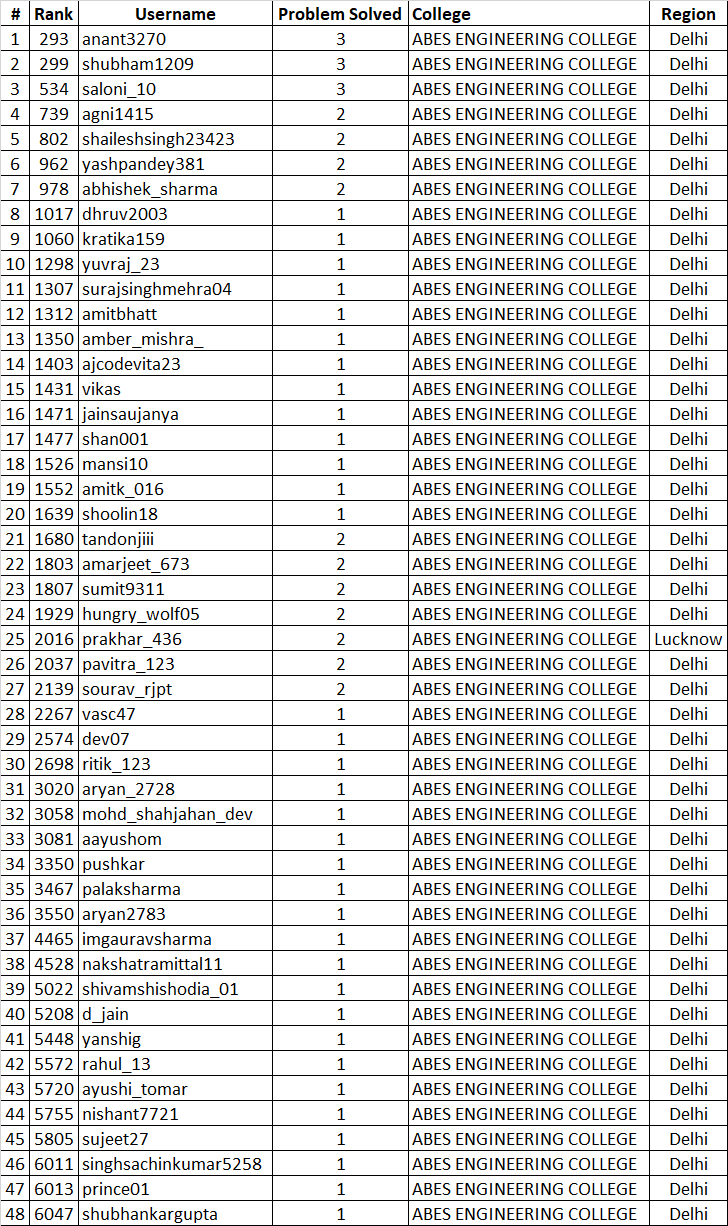 # Rank Username Problem Solved College Region
1 293 anant3270 3 ABES ENGINEERING COLLEGE Delhi
2 299 shubham1209 3 ABES ENGINEERING COLLEGE Delhi
3 534 saloni_10 3 ABES ENGINEERING COLLEGE Delhi
4 739 agni1415 2 ABES ENGINEERING COLLEGE Delhi
5 802 shaileshsingh23423 2 ABES ENGINEERING COLLEGE Delhi
6 962 yashpandey381 2 ABES ENGINEERING COLLEGE Delhi
7 978 abhishek_sharma 2 ABES ENGINEERING COLLEGE Delhi
8 1017 dhruv2003 1 ABES ENGINEERING COLLEGE Delhi
9 1060 kratika159 1 ABES ENGINEERING COLLEGE Delhi
10 1298 yuvraj_23 1 ABES ENGINEERING COLLEGE Delhi
11 1307 surajsinghmehra04 1 ABES ENGINEERING COLLEGE Delhi
12 1312 amitbhatt 1 ABES ENGINEERING COLLEGE Delhi
13 1350 amber_mishra_ 1 ABES ENGINEERING COLLEGE Delhi
14 1403 ajcodevita23 1 ABES ENGINEERING COLLEGE Delhi
15 1431 vikas 1 ABES ENGINEERING COLLEGE Delhi
16 1471 jainsaujanya 1 ABES ENGINEERING COLLEGE Delhi
17 1477 shan001 1 ABES ENGINEERING COLLEGE Delhi
18 1526 mansi10 1 ABES ENGINEERING COLLEGE Delhi
19 1552 amitk_016 1 ABES ENGINEERING COLLEGE Delhi
20 1639 shoolin18 1 ABES ENGINEERING COLLEGE Delhi
21 1680 tandonjiii 2 ABES ENGINEERING COLLEGE Delhi
22 1803 amarjeet_673 2 ABES ENGINEERING COLLEGE Delhi
23 1807 sumit9311 2 ABES ENGINEERING COLLEGE Delhi
24 1929 hungry_wolf05 2 ABES ENGINEERING COLLEGE Delhi
25 2016 prakhar_436 2 ABES ENGINEERING COLLEGE Lucknow
26 2037 pavitra_123 2 ABES ENGINEERING COLLEGE Delhi
27 2139 sourav_rjpt 2 ABES ENGINEERING COLLEGE Delhi
28 2267 vasc47 1 ABES ENGINEERING COLLEGE Delhi
29 2574 dev07 1 ABES ENGINEERING COLLEGE Delhi
30 2698 ritik_123 1 ABES ENGINEERING COLLEGE Delhi
31 3020 aryan_2728 1 ABES ENGINEERING COLLEGE Delhi
32 3058 mohd_shahjahan_dev 1 ABES ENGINEERING COLLEGE Delhi
33 3081 aayushom 1 ABES ENGINEERING COLLEGE Delhi
34 3350 pushkar 1 ABES ENGINEERING COLLEGE Delhi
35 3467 palaksharma 1 ABES ENGINEERING COLLEGE Delhi
36 3550 aryan2783 1 ABES ENGINEERING COLLEGE Delhi
37 4465 imgauravsharma 1 ABES ENGINEERING COLLEGE Delhi
38 4528 nakshatramittal11 1 ABES ENGINEERING COLLEGE Delhi
39 5022 shivamshishodia_01 1 ABES ENGINEERING COLLEGE Delhi
40 5208 d_jain 1 ABES ENGINEERING COLLEGE Delhi
41 5448 yanshig 1 ABES ENGINEERING COLLEGE Delhi
42 5572 rahul_13 1 ABES ENGINEERING COLLEGE Delhi
43 5720 ayushi_tomar 1 ABES ENGINEERING COLLEGE Delhi
44 5755 nishant7721 1 ABES ENGINEERING COLLEGE Delhi
45 5805 sujeet27 1 ABES ENGINEERING COLLEGE Delhi
46 6011 singhsachinkumar5258 1 ABES ENGINEERING COLLEGE Delhi
47 6013 prince01 1 ABES ENGINEERING COLLEGE Delhi
48 6047 shubhankargupta 1 ABES ENGINEERING COLLEGE Delhi